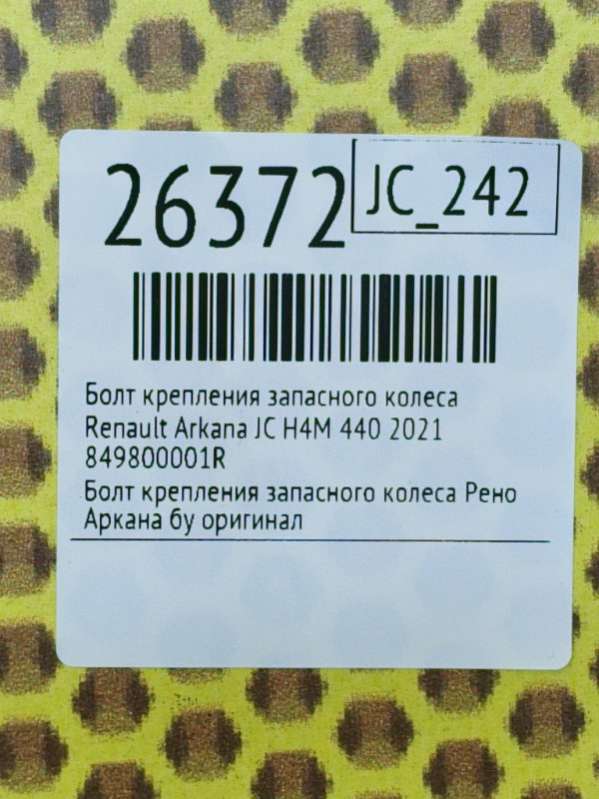 26372
JC_242
Болт крепления запасного колеса
Renault Arkana JC H4M 440 2021
849800001R
Болт крепления запасного колеса Рено
Аркана бу оригинал